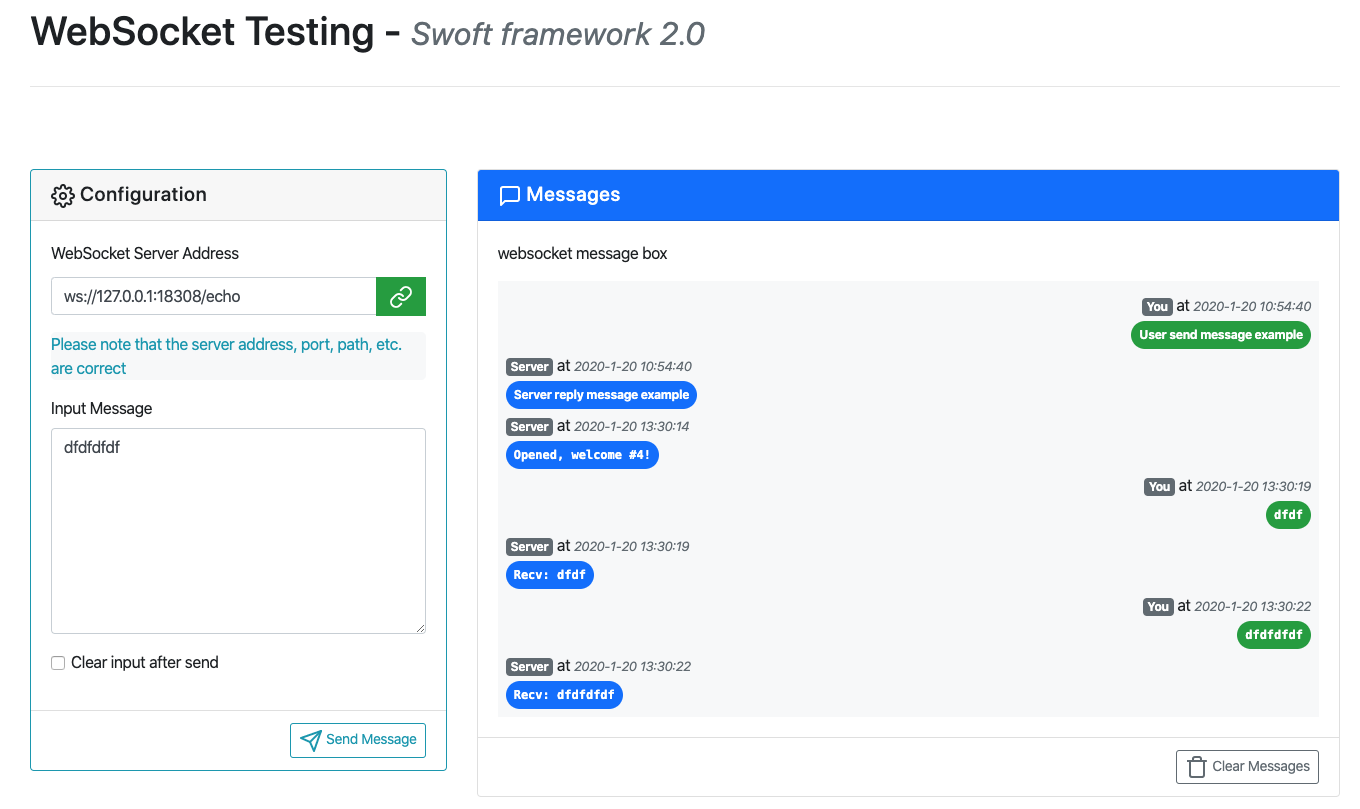 WebSocket Testing - Swoft framework 2.0
Configuration
WebSocket Server Address
ws://127.0.0.1:18308/echo
Please note that the server address, port, path, etc.
are correct
Input Message
dfdfdfdf
Clear input after send
Send Message
Messages
websocket message box
You at 2020-1-20 10:54:40
User send message example
Server at 2020-1-20 10:54:40
Server reply message example
Server at 2020-1-20 13:30:14
Opened, welcome #4!
You at 2020-1-20 13:30:19
dfdf
Server at 2020-1-20 13:30:19
Recv: dfdf
You at 2020-1-20 13:30:22
dfdfdfdf
Server at 2020-1-20 13:30:22
Recv: dfdfdfdf
Clear Messages